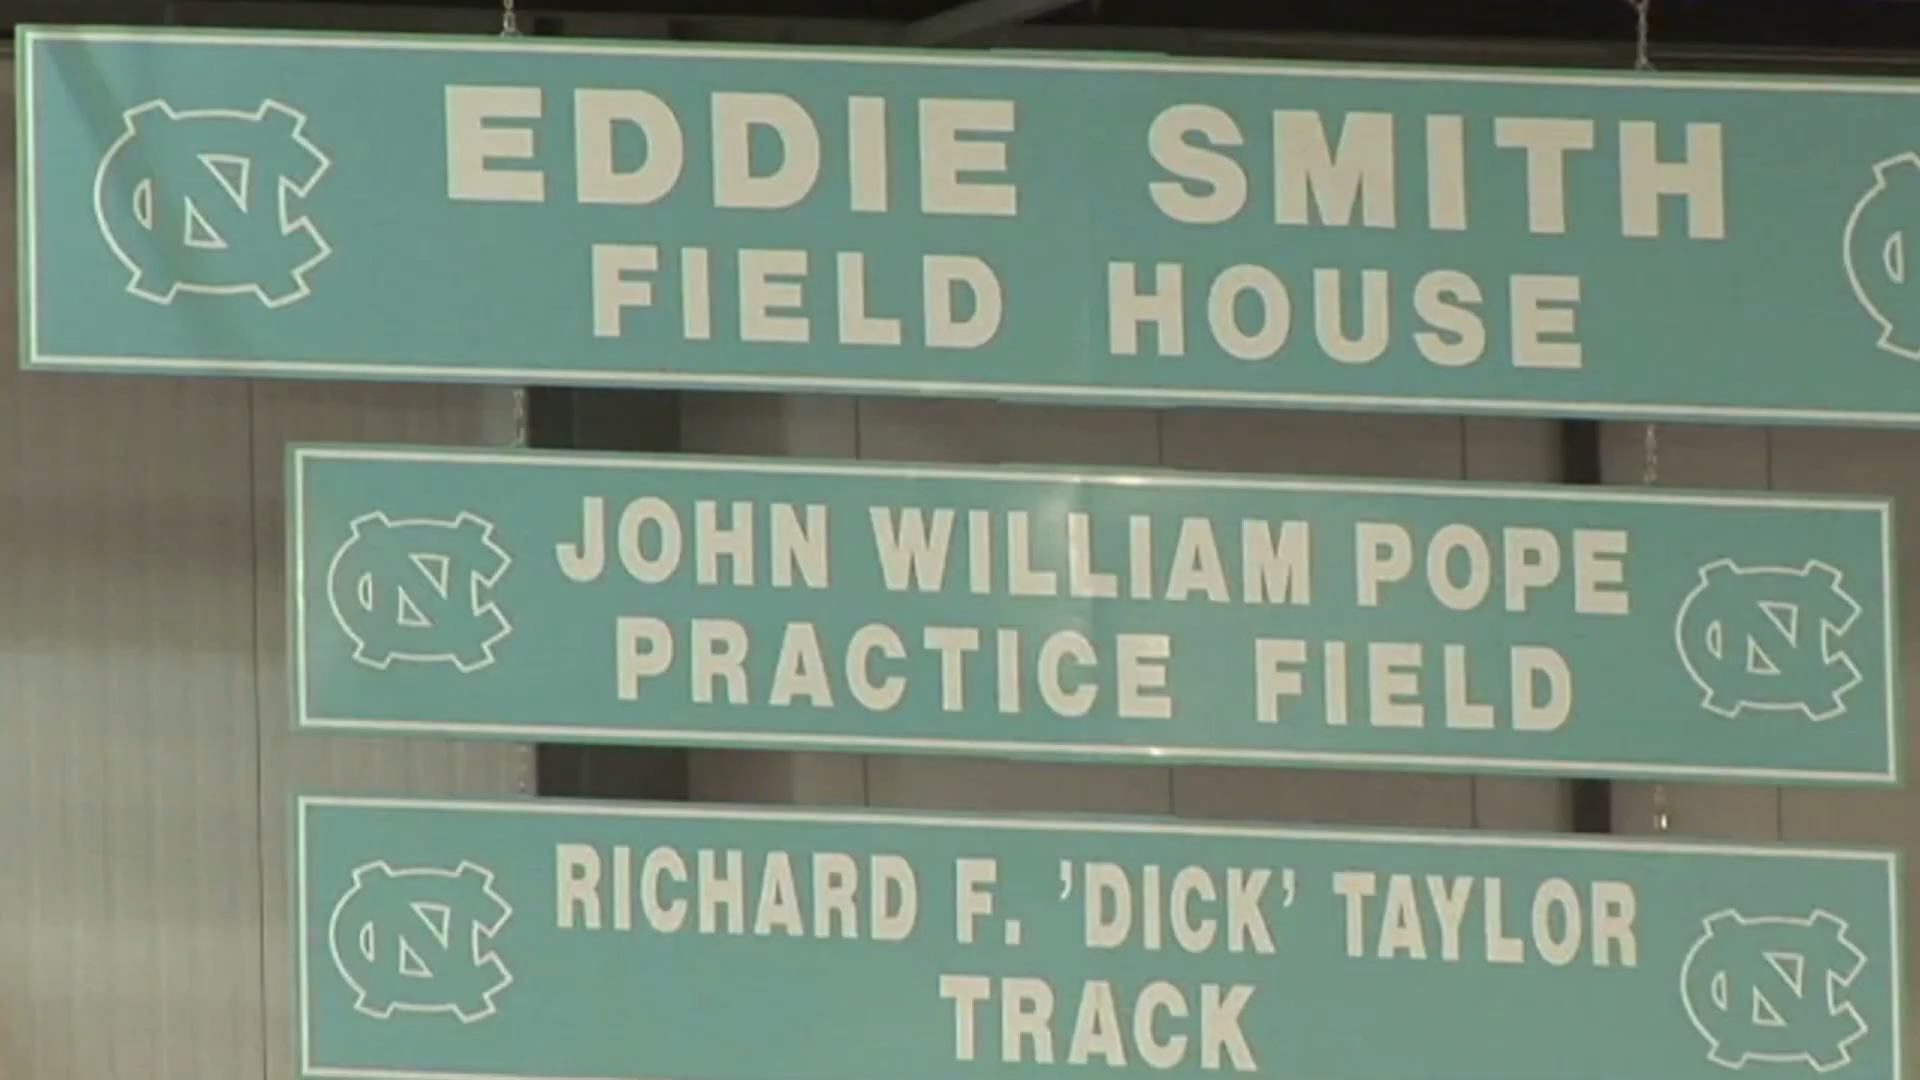 EDDIE SMITH
FIELD HOUSE
JOHN WILLIAM POPE
PRACTICE FIELD
RICHARD F. 'DICK' TAYLOR
TRACK